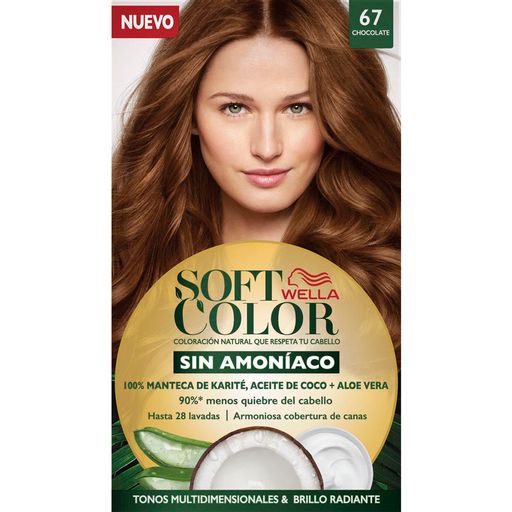 NUEVO
67
CHOCOLATE
SOFT
WELLA
COLOR
COLORACIÓN NATURAL QUE RESPETA TU CABELLO
SIN AMONÍACO
100% MANTECA DE KARITÉ, ACEITE DE COCO + ALOE VERA
90%* menos quiebre del cabello
Hasta 28 lavadas | Armoniosa cobertura de canas
TONOS MULTIDIMENSIONALES & BRILLO RADIANTE